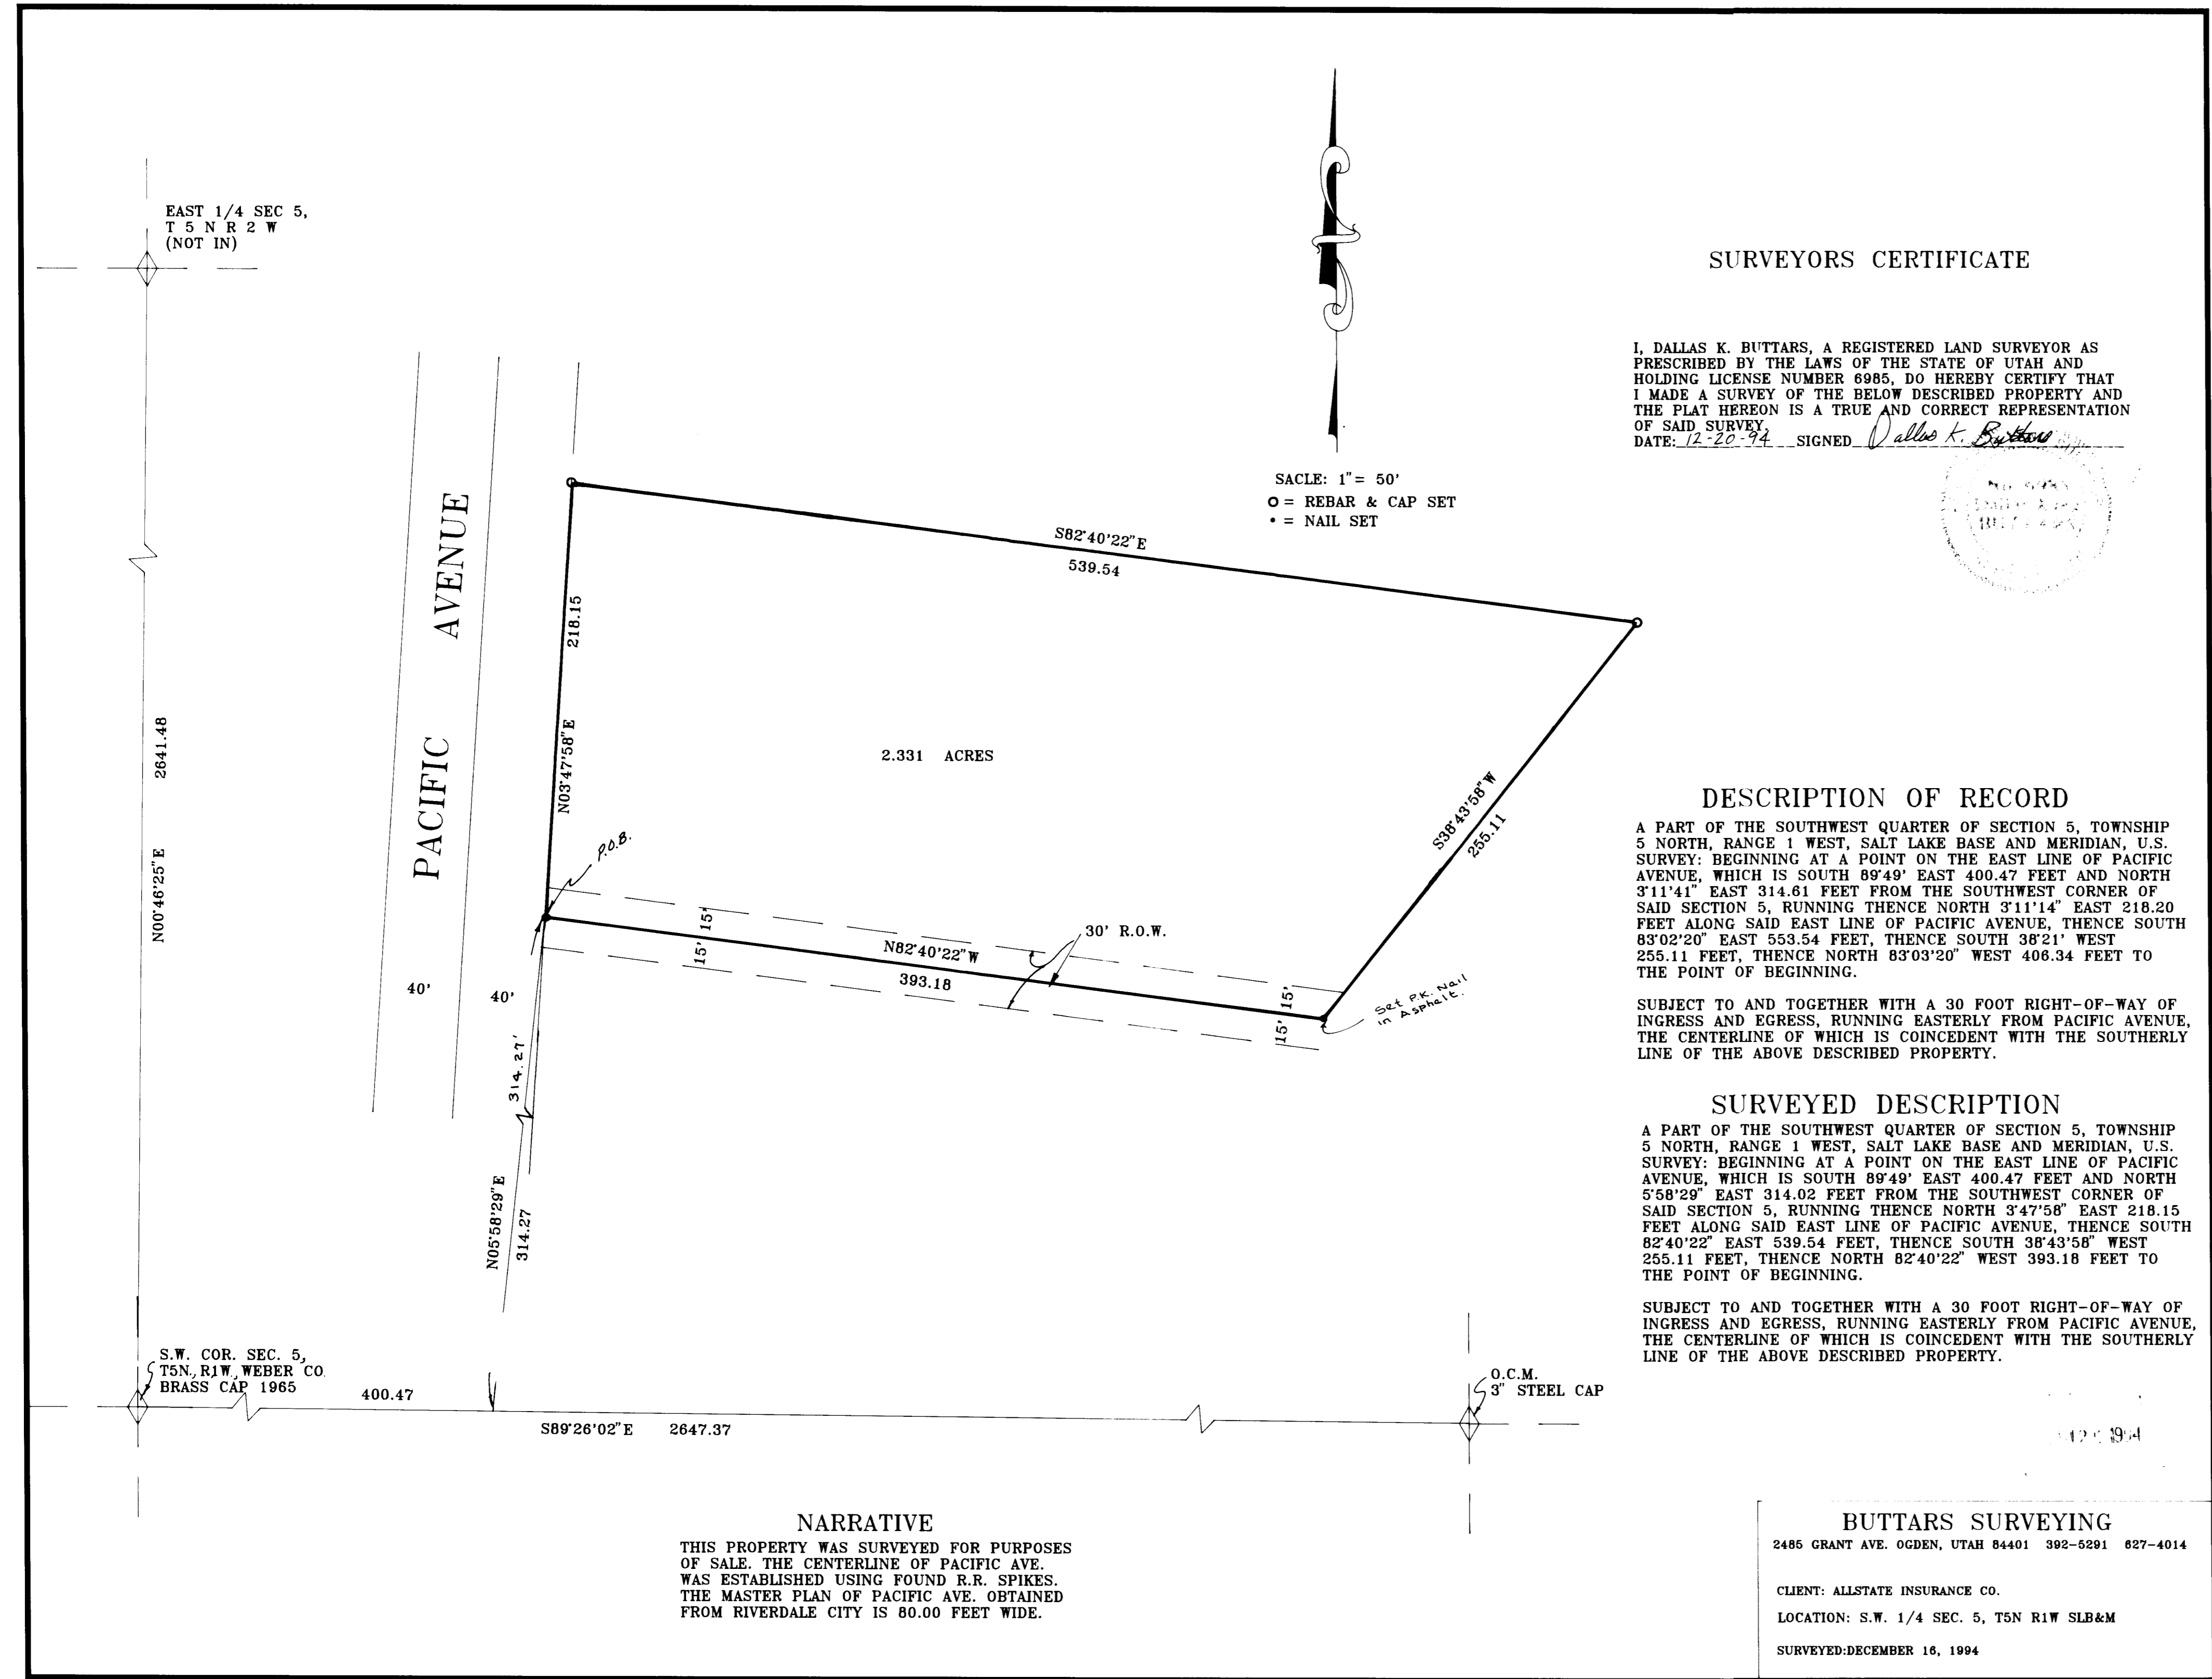 EAST 1/4 SEC 5,
T 5 N R 2 W
(NOT IN)
N00°46'25"E 2641.48
PACIFIC AVENUE
40'
40'
218.15
N03°47'58"E
P.O.B.
314.27'
N05°58'29"E
314.27
S82°40'22"E
539.54
2.331 ACRES
S38°43'58"W
255.11
15' 15'
N82°40'22"W
393.18
30' R.O.W.
15' 15'
Set P.K. Nail
in Asphalt.
S.W. COR. SEC. 5,
T5N., R1W., WEBER CO.
BRASS CAP 1965
400.47
S89°26'02"E 2647.37
O.C.M.
3" STEEL CAP
SACLE: 1"= 50'
O = REBAR & CAP SET
• = NAIL SET
NARRATIVE
THIS PROPERTY WAS SURVEYED FOR PURPOSES
OF SALE. THE CENTERLINE OF PACIFIC AVE.
WAS ESTABLISHED USING FOUND R.R. SPIKES.
THE MASTER PLAN OF PACIFIC AVE. OBTAINED
FROM RIVERDALE CITY IS 80.00 FEET WIDE.
SURVEYORS CERTIFICATE
I, DALLAS K. BUTTARS, A REGISTERED LAND SURVEYOR AS
PRESCRIBED BY THE LAWS OF THE STATE OF UTAH AND
HOLDING LICENSE NUMBER 6985, DO HEREBY CERTIFY THAT
I MADE A SURVEY OF THE BELOW DESCRIBED PROPERTY AND
THE PLAT HEREON IS A TRUE AND CORRECT REPRESENTATION
OF SAID SURVEY.
DATE: 12-20-94 SIGNED Dallas K. Buttars
DESCRIPTION OF RECORD
A PART OF THE SOUTHWEST QUARTER OF SECTION 5, TOWNSHIP
5 NORTH, RANGE 1 WEST, SALT LAKE BASE AND MERIDIAN, U.S.
SURVEY: BEGINNING AT A POINT ON THE EAST LINE OF PACIFIC
AVENUE, WHICH IS SOUTH 89°49' EAST 400.47 FEET AND NORTH
3°11'41" EAST 314.61 FEET FROM THE SOUTHWEST CORNER OF
SAID SECTION 5, RUNNING THENCE NORTH 3°11'14" EAST 218.20
FEET ALONG SAID EAST LINE OF PACIFIC AVENUE, THENCE SOUTH
83°02'20" EAST 553.54 FEET, THENCE SOUTH 38°21' WEST
255.11 FEET, THENCE NORTH 83°03'20" WEST 406.34 FEET TO
THE POINT OF BEGINNING.
SUBJECT TO AND TOGETHER WITH A 30 FOOT RIGHT-OF-WAY OF
INGRESS AND EGRESS, RUNNING EASTERLY FROM PACIFIC AVENUE,
THE CENTERLINE OF WHICH IS COINCEDENT WITH THE SOUTHERLY
LINE OF THE ABOVE DESCRIBED PROPERTY.
SURVEYED DESCRIPTION
A PART OF THE SOUTHWEST QUARTER OF SECTION 5, TOWNSHIP
5 NORTH, RANGE 1 WEST, SALT LAKE BASE AND MERIDIAN, U.S.
SURVEY: BEGINNING AT A POINT ON THE EAST LINE OF PACIFIC
AVENUE, WHICH IS SOUTH 89°49' EAST 400.47 FEET AND NORTH
5°58'29" EAST 314.02 FEET FROM THE SOUTHWEST CORNER OF
SAID SECTION 5, RUNNING THENCE NORTH 3°47'58" EAST 218.15
FEET ALONG SAID EAST LINE OF PACIFIC AVENUE, THENCE SOUTH
82°40'22" EAST 539.54 FEET, THENCE SOUTH 38°43'58" WEST
255.11 FEET, THENCE NORTH 82°40'22" WEST 393.18 FEET TO
THE POINT OF BEGINNING.
SUBJECT TO AND TOGETHER WITH A 30 FOOT RIGHT-OF-WAY OF
INGRESS AND EGRESS, RUNNING EASTERLY FROM PACIFIC AVENUE,
THE CENTERLINE OF WHICH IS COINCEDENT WITH THE SOUTHERLY
LINE OF THE ABOVE DESCRIBED PROPERTY.
1994
BUTTARS SURVEYING
2485 GRANT AVE. OGDEN, UTAH 84401 392-5291 627-4014
CLIENT: ALLSTATE INSURANCE CO.
LOCATION: S.W. 1/4 SEC. 5, T5N R1W SLB&M
SURVEYED:DECEMBER 16, 1994